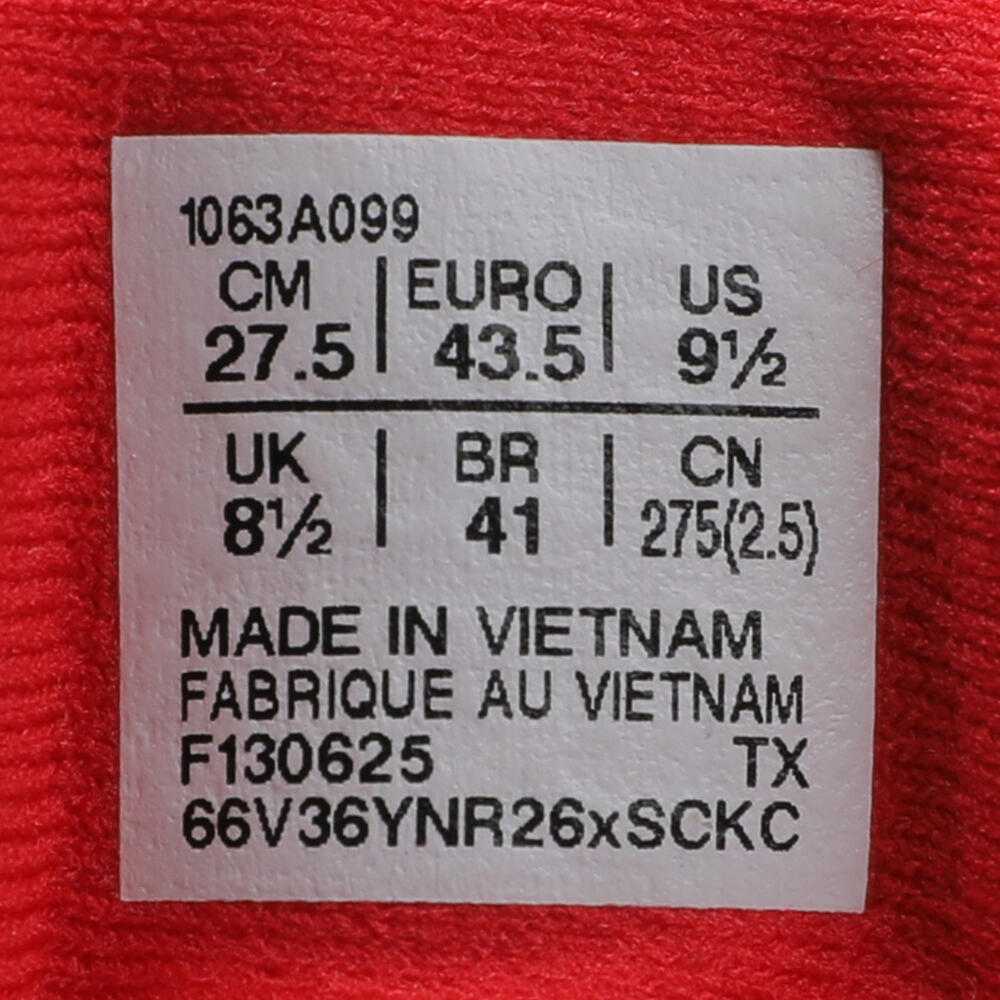 1063A099
CM | EURO | US
27.5 | 43.5 | 9½
UK | BR | CN
8½ | 41 | 275(2.5)
MADE IN VIETNAM
FABRIQUE AU VIETNAM
F130625 TX
66V36YNR26xSCKC